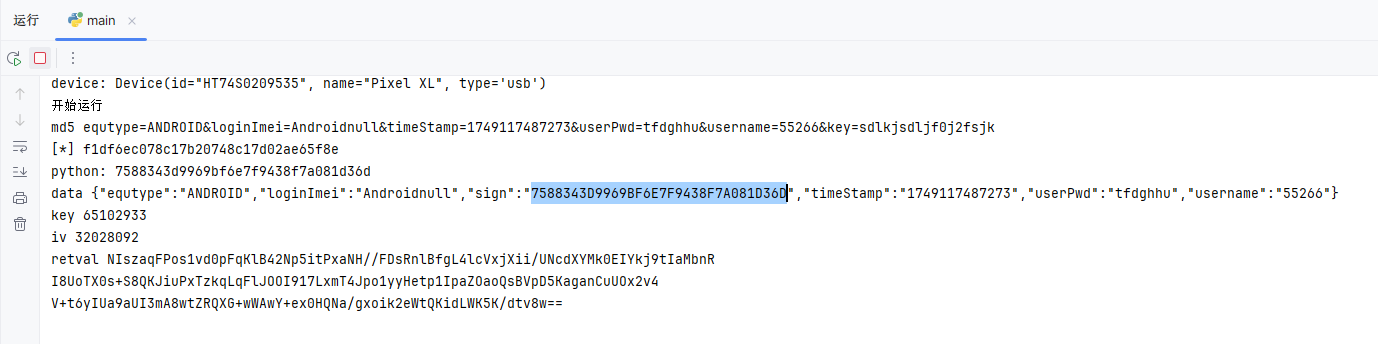 运行 main
device: Device(id="HT74S0209535", name="Pixel XL", type='usb')
开始运行
md5 equtype=ANDROID&loginImei=Androidnull&timeStamp=1749117487273&userPwd=tfdghhu&username=55266&key=sdlkjsdljf0j2fsjk
[*] f1df6ec078c17b20748c17d02ae65f8e
python: 7588343d9969bf6e7f9438f7a081d36d
data {"equtype":"ANDROID","loginImei":"Androidnull","sign":"7588343D9969BF6E7F9438F7A081D36D","timeStamp":"1749117487273","userPwd":"tfdghhu","username":"55266"}
key 65102933
iv 32028092
retval NIszaqFPos1vd0pFqKlB42Np5itPxaNH//FDsRnlBfgL4lcVxjXii/UNcdXYMk0EIYkj9tIaMbnR
I8UoTX0s+S8QKJiuPxTzkqLqFlJOOI917LxmT4Jpo1yyHetp1IpaZOaoQsBVpD5KaganCuUOx2v4
V+t6yIUa9aUI3mA8wtZRQXG+wWAwY+ex0HQNa/gxoik2eWtQKidLWK5K/dtv8w==